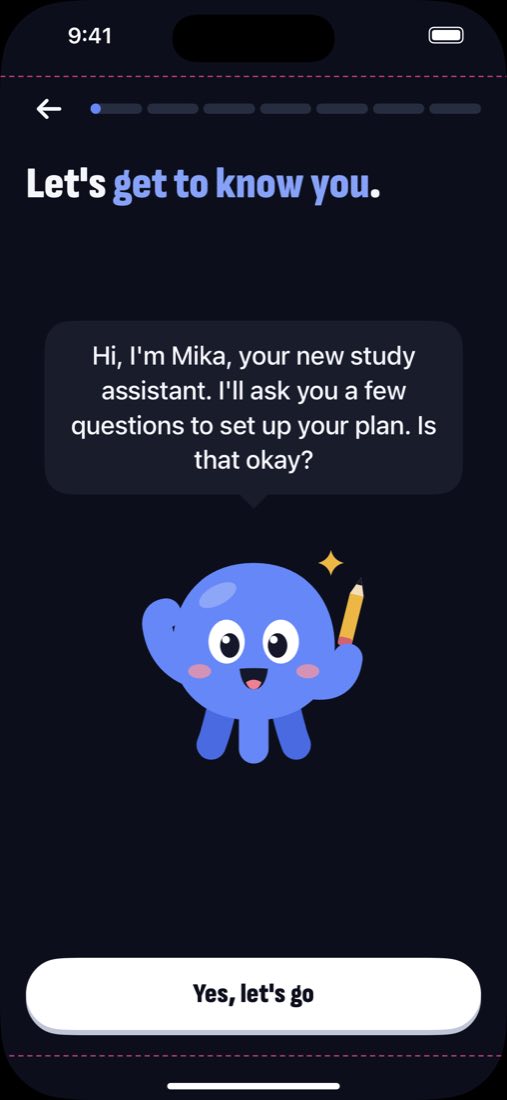 9:41
Let's get to know you.
Hi, I'm Mika, your new study
assistant. I'll ask you a few
questions to set up your plan. Is
that okay?
Yes, let's go